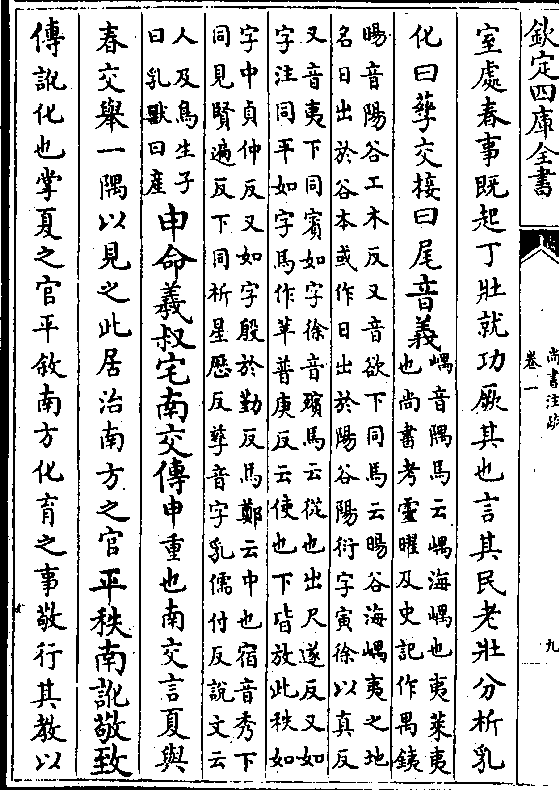 欽定四庫全書
尚書注疏
卷一
九
室處春事既起丁壯就功厥其也言其民老壯分析乳
化曰孳交接曰尾音義
嵎音隅馬云嵎海嵎也夷萊夷
也尚書考靈曜及史記作禺銕
暘音陽谷工木反又音欲下同馬云暘谷海嵎夷之地
名日出於谷本或作日出於陽谷陽衍字寅徐以真反
又音夷下同賓如字徐音殯馬云從也出尺遂反又如
字注同平如字馬作苹普庚反云使也下皆放此秩如
字中貞仲反又如字殷於勤反馬鄭云中也宿音秀下
同見賢遍反下同析星歷反孳音字乳儒付反說文云
人及鳥生子
曰乳獸曰産
申命羲叔宅南交傳申重也南交言夏與
春交舉一隅以見之此居治南方之官平秩南訛敬致
傳訛化也掌夏之官平敘南方化育之事敬行其教以